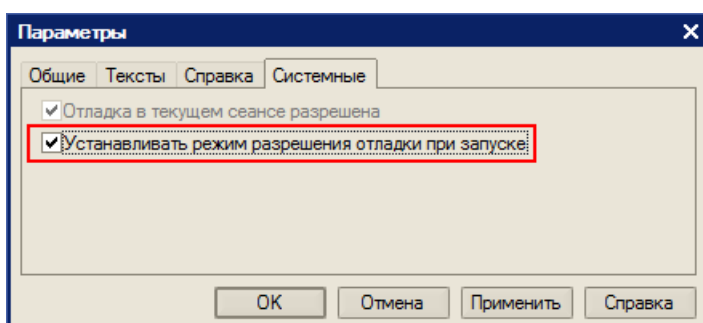 Параметры
Общие Тексты Справка Системные
Отладка в текущем сеансе разрешена
Устанавливать режим разрешения отладки при запуске
OK Отмена Применить Справка